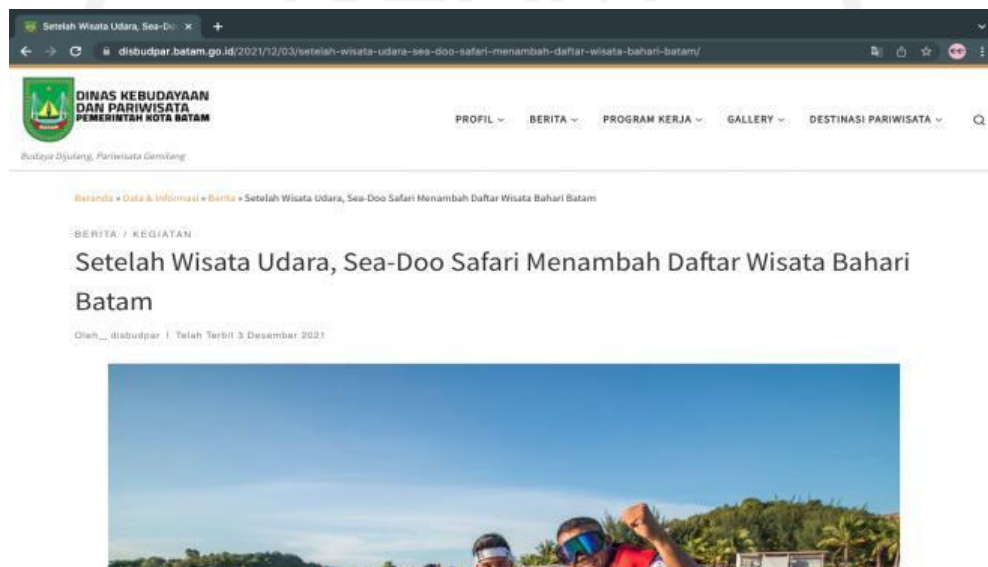 Setelah Wisata Udara, Sea-Do
disbudpar.batam.go.id/2021/12/03/setelah-wisata-udara-sea-doo-safari-menambah-daftar-wisata-bahari-batam/
DINAS KEBUDAYAAN
DAN PARIWISATA
PEMERINTAH KOTA BATAM
PROFIL
BERITA
PROGRAM KERJA
GALLERY
DESTINASI PARIWISATA
Budaya Dijulang, Pariwisata Gemilang
Beranda » Data & Informasi » Berita » Setelah Wisata Udara, Sea-Doo Safari Menambah Daftar Wisata Bahari Batam
BERITA / KEGIATAN
Setelah Wisata Udara, Sea-Doo Safari Menambah Daftar Wisata Bahari
Batam
Oleh__ disbudpar | Telah Terbit 3 Desember 2021